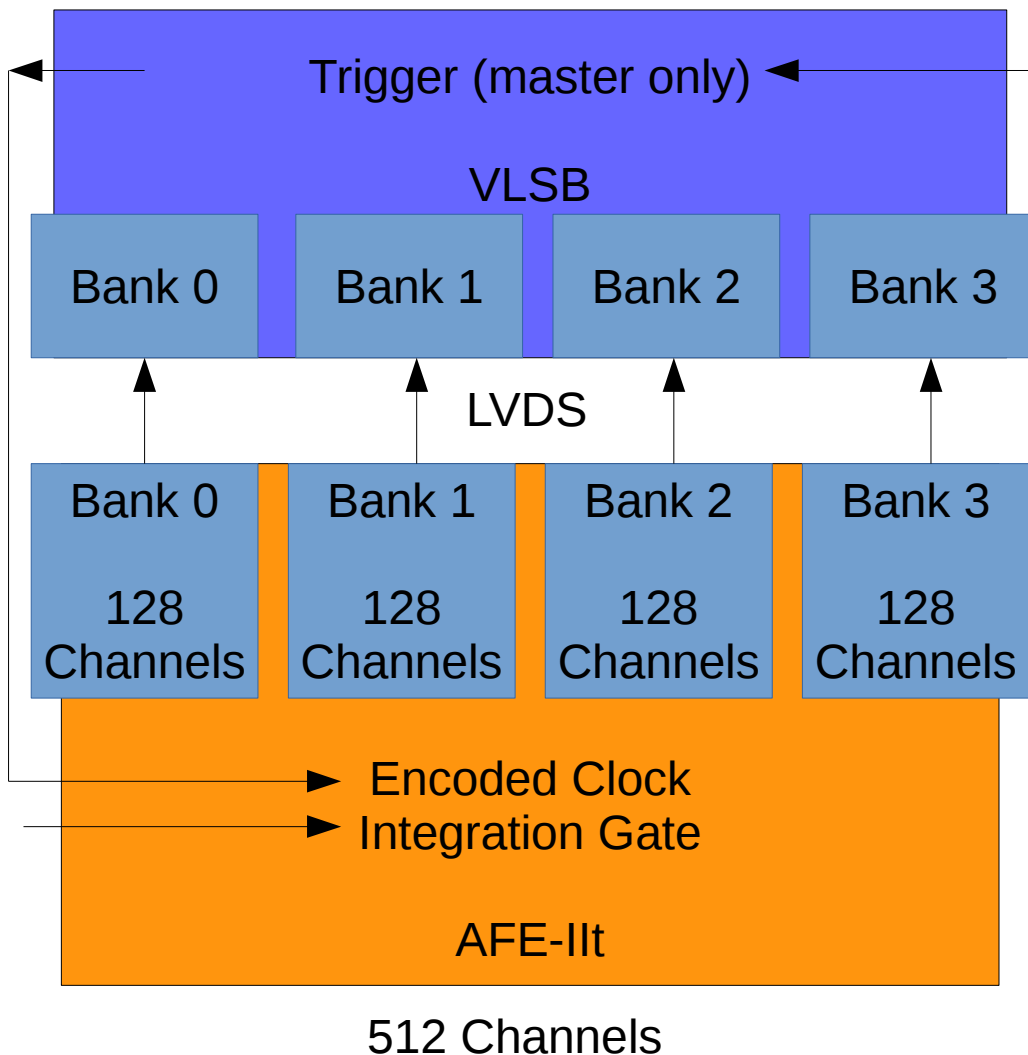 Trigger (master only)
VLSB
Bank 0
Bank 1
Bank 2
Bank 3
LVDS
Bank 0
128
Channels
Bank 1
128
Channels
Bank 2
128
Channels
Bank 3
128
Channels
Encoded Clock
Integration Gate
AFE-IIt
512 Channels